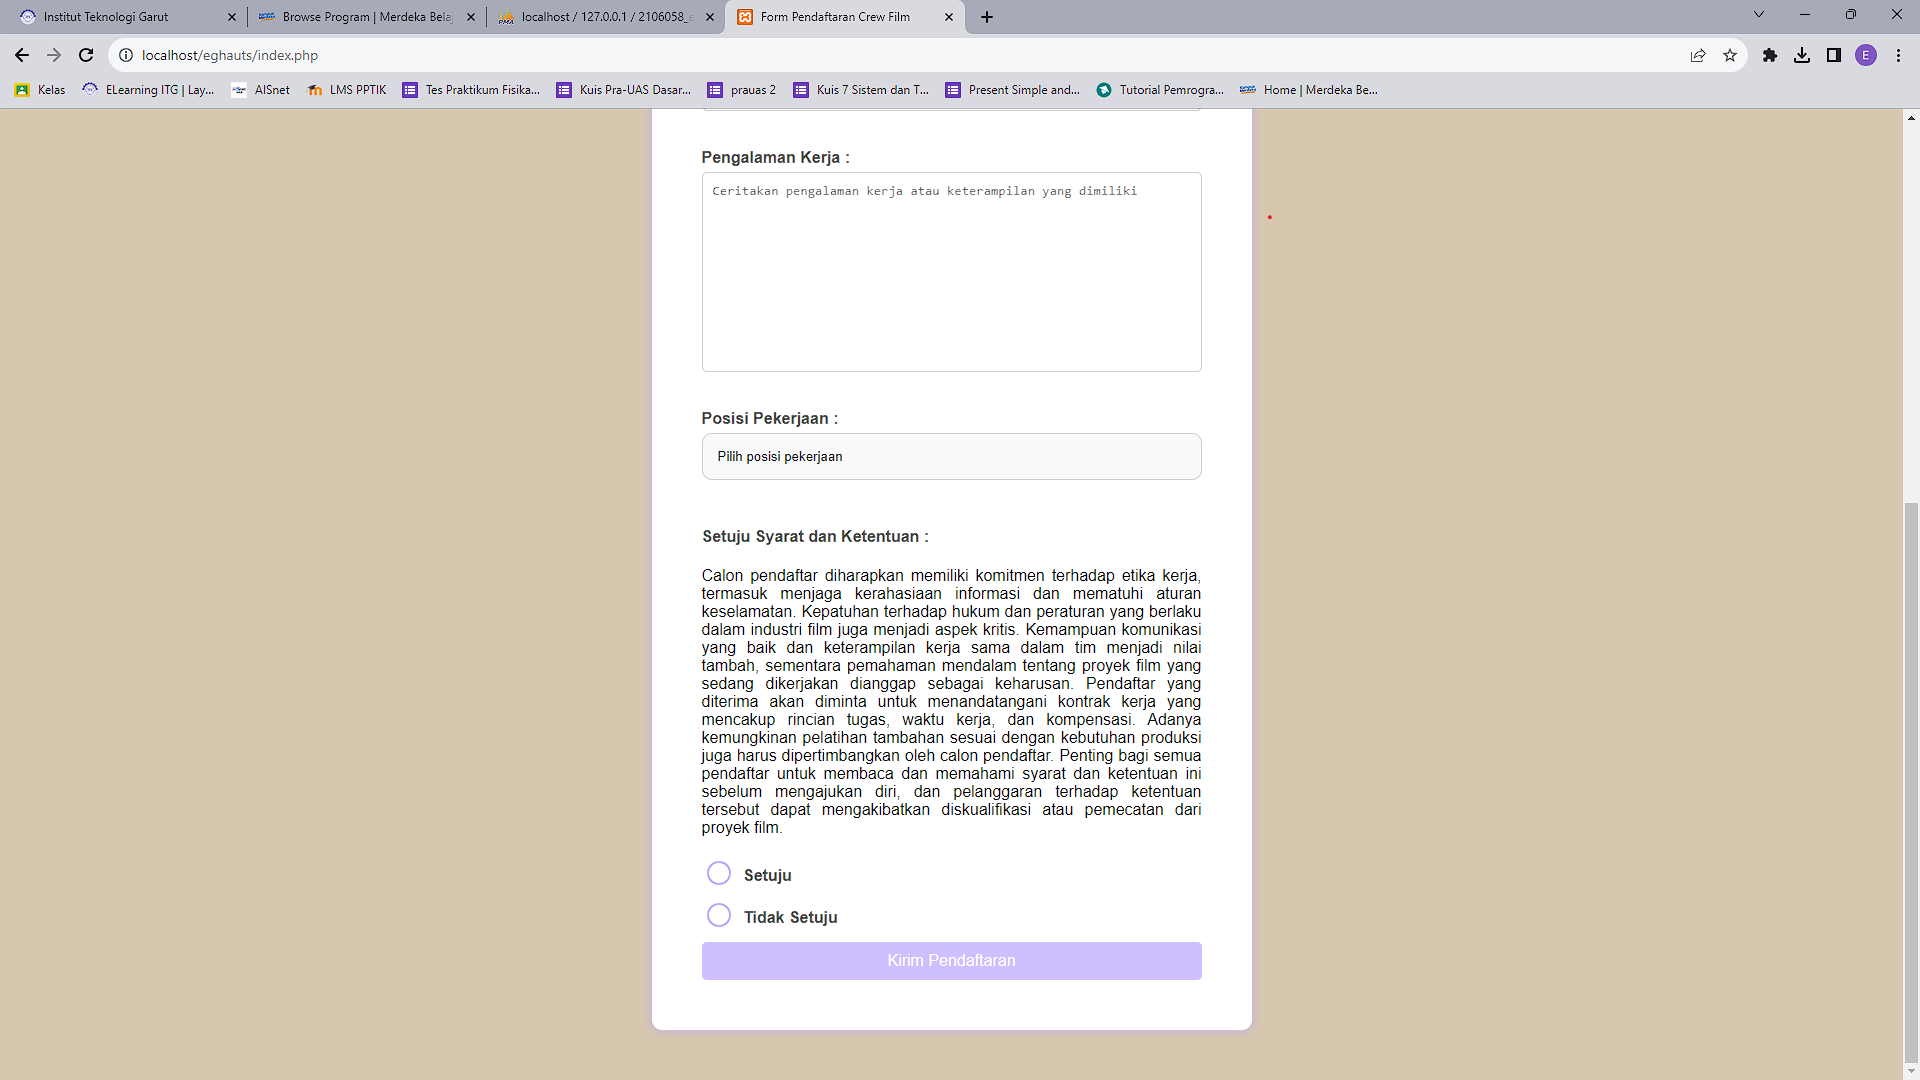 Institut Teknologi Garut
Browse Program | Merdeka Belaj
localhost / 127.0.0.1 / 2106058_e
Form Pendaftaran Crew Film
localhost/eghauts/index.php
E
Kelas
ELearning ITG | Lay...
AISnet
LMS PPTIK
Tes Praktikum Fisika...
Kuis Pra-UAS Dasar...
prauas 2
Kuis 7 Sistem dan T...
Present Simple and...
Tutorial Pemrogra...
Home | Merdeka Be...
Pengalaman Kerja :
Ceritakan pengalaman kerja atau keterampilan yang dimiliki
Posisi Pekerjaan :
Pilih posisi pekerjaan
Setuju Syarat dan Ketentuan :
Calon pendaftar diharapkan memiliki komitmen terhadap etika kerja,
termasuk menjaga kerahasiaan informasi dan mematuhi aturan
keselamatan. Kepatuhan terhadap hukum dan peraturan yang berlaku
dalam industri film juga menjadi aspek kritis. Kemampuan komunikasi
yang baik dan keterampilan kerja sama dalam tim menjadi nilai
tambah, sementara pemahaman mendalam tentang proyek film yang
sedang dikerjakan dianggap sebagai keharusan. Pendaftar yang
diterima akan diminta untuk menandatangani kontrak kerja yang
mencakup rincian tugas, waktu kerja, dan kompensasi. Adanya
kemungkinan pelatihan tambahan sesuai dengan kebutuhan produksi
juga harus dipertimbangkan oleh calon pendaftar. Penting bagi semua
pendaftar untuk membaca dan memahami syarat dan ketentuan ini
sebelum mengajukan diri, dan pelanggaran terhadap ketentuan
tersebut dapat mengakibatkan diskualifikasi atau pemecatan dari
proyek film.
Setuju
Tidak Setuju
Kirim Pendaftaran